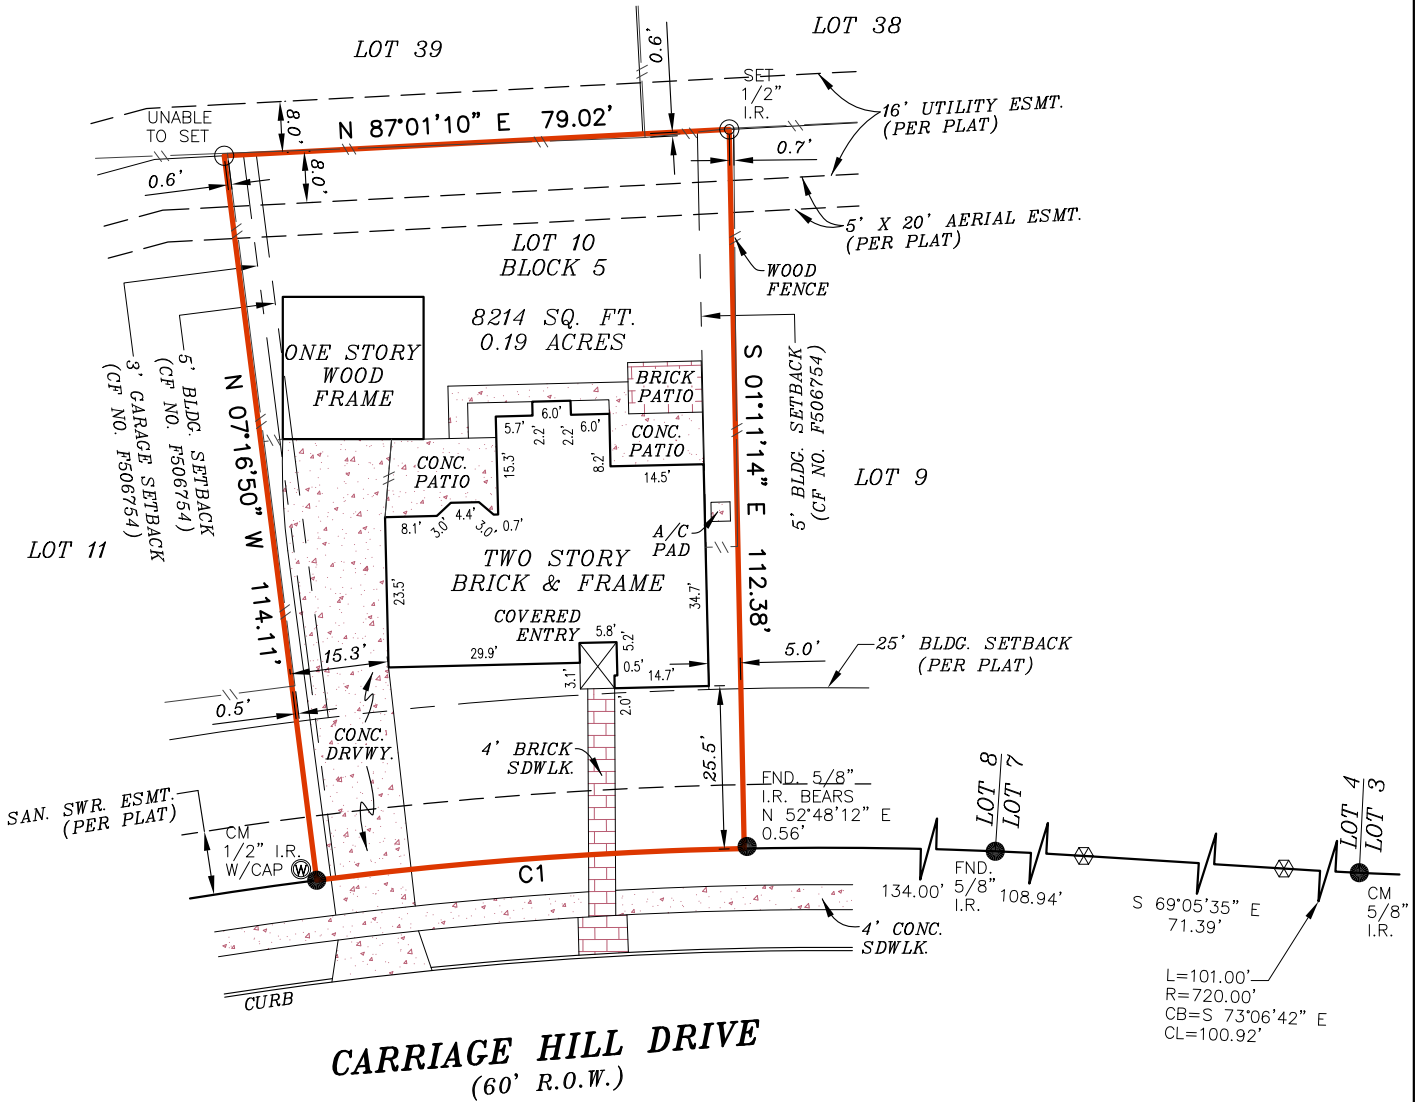 LOT 39
LOT 38
0.9'
SET
1/2"
I.R.
UNABLE
TO SET
8.0'
N 87°01'10" E 79.02'
16' UTILITY ESMT.
(PER PLAT)
0.6'
8.0'
0.7'
5' X 20' AERIAL ESMT.
(PER PLAT)
LOT 10
BLOCK 5
WOOD
FENCE
8214 SQ. FT.
0.19 ACRES
ONE STORY
WOOD
FRAME
3' GARAGE SETBACK
(CF NO. F506754)
5' BLDG. SETBACK
(CF NO. F506754)
N 07°16'50" W 114.11'
BRICK
PATIO
CONC.
PATIO
CONC.
PATIO
S 01°11'14" E 112.38'
5' BLDG. SETBACK
(CF NO. F506754)
LOT 9
LOT 11
6.0'
5.7'
2.2'
2.2'
6.0'
15.3'
8.2'
14.5'
8.1'
3.0'
4.4'
3.0'
0.7'
A/C
PAD
TWO STORY
BRICK & FRAME
23.5'
34.7'
COVERED
ENTRY
5.8'
5.2'
29.9'
3.1'
0.5'
14.7'
2.0'
15.3'
5.0'
25' BLDG. SETBACK
(PER PLAT)
0.5'
CONC.
DRVWY.
4' BRICK
SDWLK.
25.5'
SAN. SWR. ESMT.
(PER PLAT)
CM
1/2" I.R.
W/CAP
W
FND. 5/8"
I.R. BEARS
N 52°48'12" E
0.56'
C1
LOT 8
LOT 7
LOT 4
LOT 3
134.00'
FND.
5/8"
I.R.
108.94'
S 69°05'35" E
71.39'
CM
5/8"
I.R.
4' CONC.
SDWLK.
L=101.00'
R=720.00'
CB=S 73°06'42" E
CL=100.92'
CURB
CARRIAGE HILL DRIVE
(60' R.O.W.)